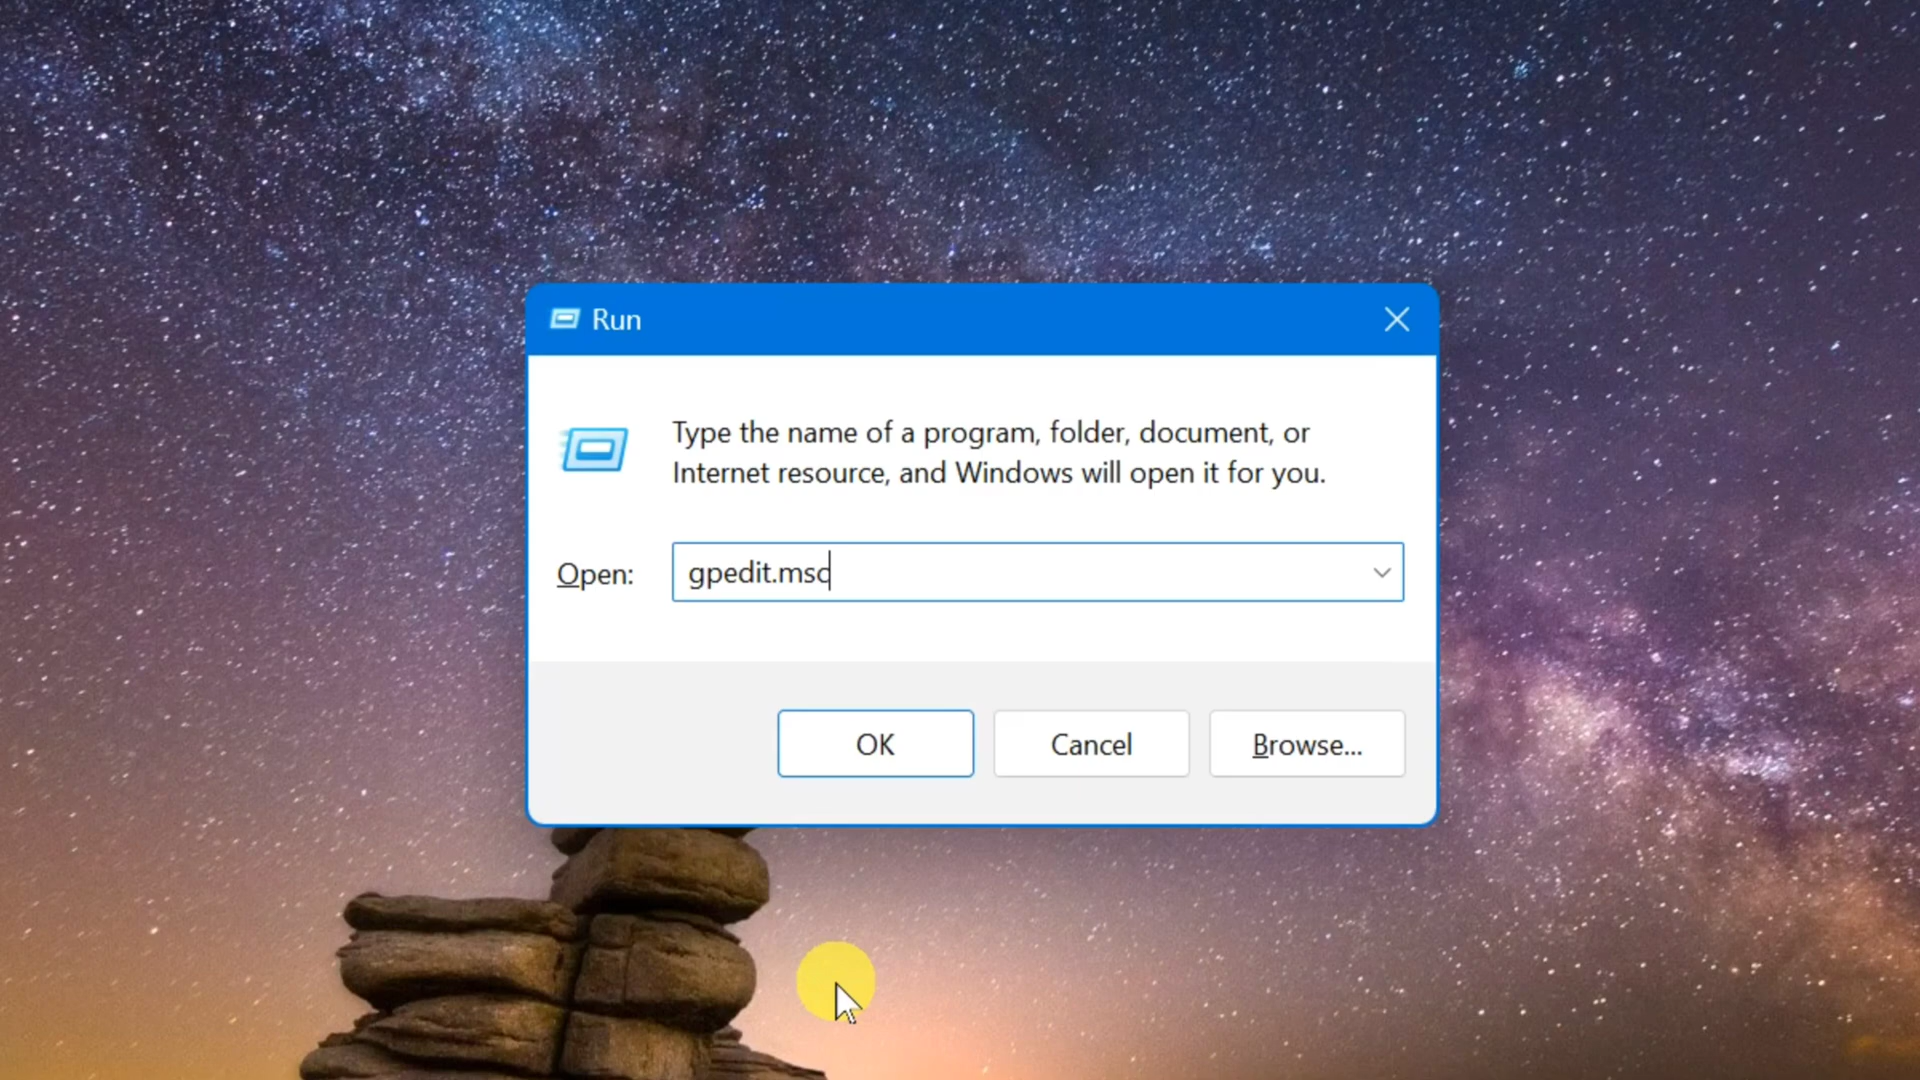 Run
Type the name of a program, folder, document, or
Internet resource, and Windows will open it for you.
Open: gpedit.msc
OK Cancel Browse...